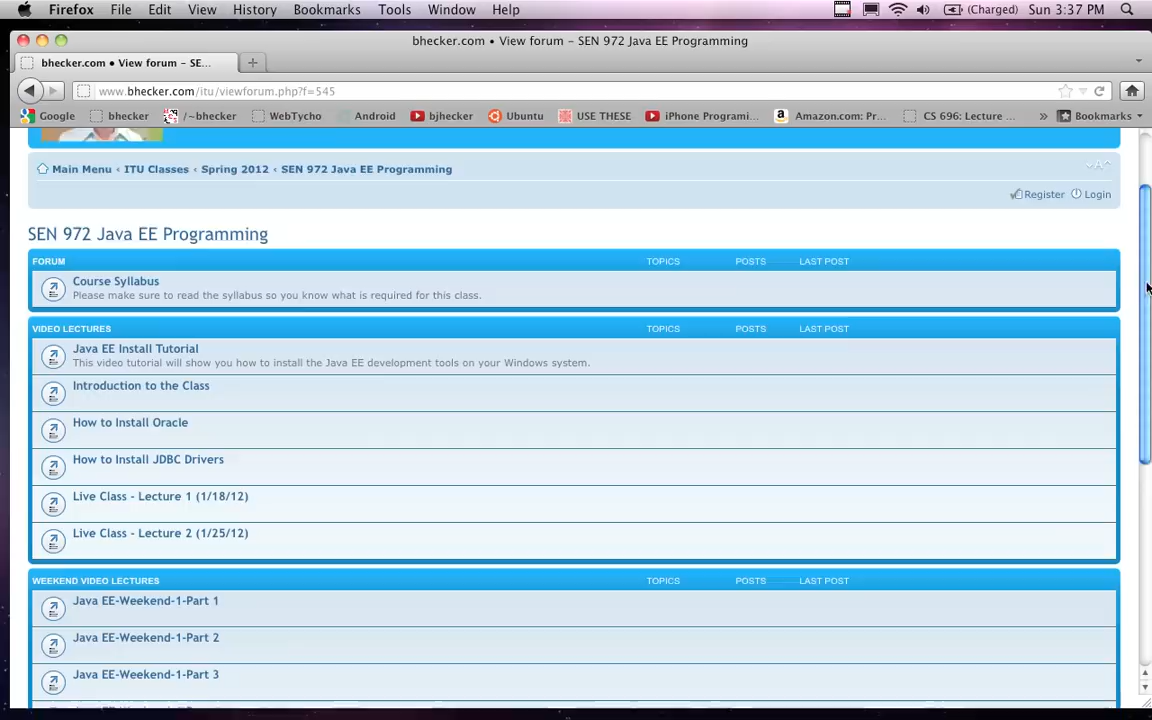 Firefox File Edit View History Bookmarks Tools Window Help (Charged) Sun 3:37 PM
bhecker.com • View forum – SEN 972 Java EE Programming
bhecker.com • View forum – SE...
www.bhecker.com/itu/viewforum.php?f=545
Google bhecker /~bhecker WebTycho Android bjhecker Ubuntu USE THESE iPhone Programi... Amazon.com: Pr... CS 696: Lecture ... » Bookmarks
Main Menu ‹ ITU Classes ‹ Spring 2012 ‹ SEN 972 Java EE Programming
Register Login
SEN 972 Java EE Programming
FORUM TOPICS POSTS LAST POST
Course Syllabus
Please make sure to read the syllabus so you know what is required for this class.
VIDEO LECTURES TOPICS POSTS LAST POST
Java EE Install Tutorial
This video tutorial will show you how to install the Java EE development tools on your Windows system.
Introduction to the Class
How to Install Oracle
How to Install JDBC Drivers
Live Class - Lecture 1 (1/18/12)
Live Class - Lecture 2 (1/25/12)
WEEKEND VIDEO LECTURES TOPICS POSTS LAST POST
Java EE-Weekend-1-Part 1
Java EE-Weekend-1-Part 2
Java EE-Weekend-1-Part 3